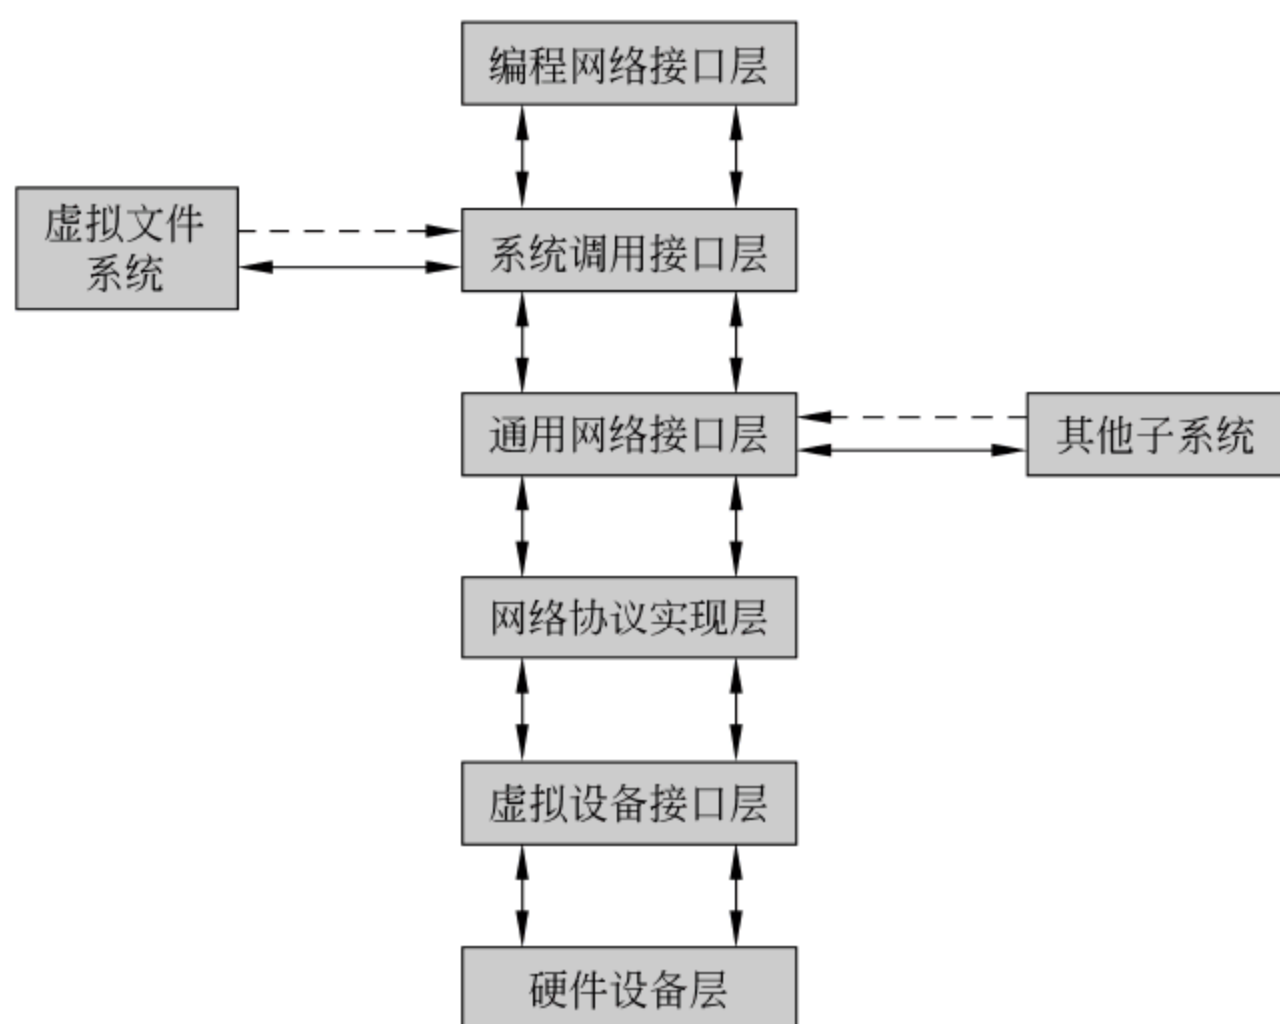 编程网络接口层
虚拟文件
系统
系统调用接口层
通用网络接口层
其他子系统
网络协议实现层
虚拟设备接口层
硬件设备层